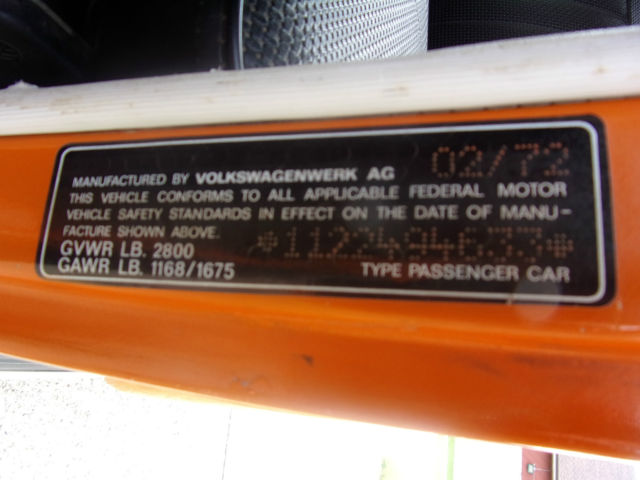 02/72
MANUFACTURED BY VOLKSWAGENWERK AG
THIS VEHICLE CONFORMS TO ALL APPLICABLE FEDERAL MOTOR
VEHICLE SAFETY STANDARDS IN EFFECT ON THE DATE OF MANU-
FACTURE SHOWN ABOVE.
GVWR LB. 2800
GAWR LB. 1168/1675
TYPE PASSENGER CAR